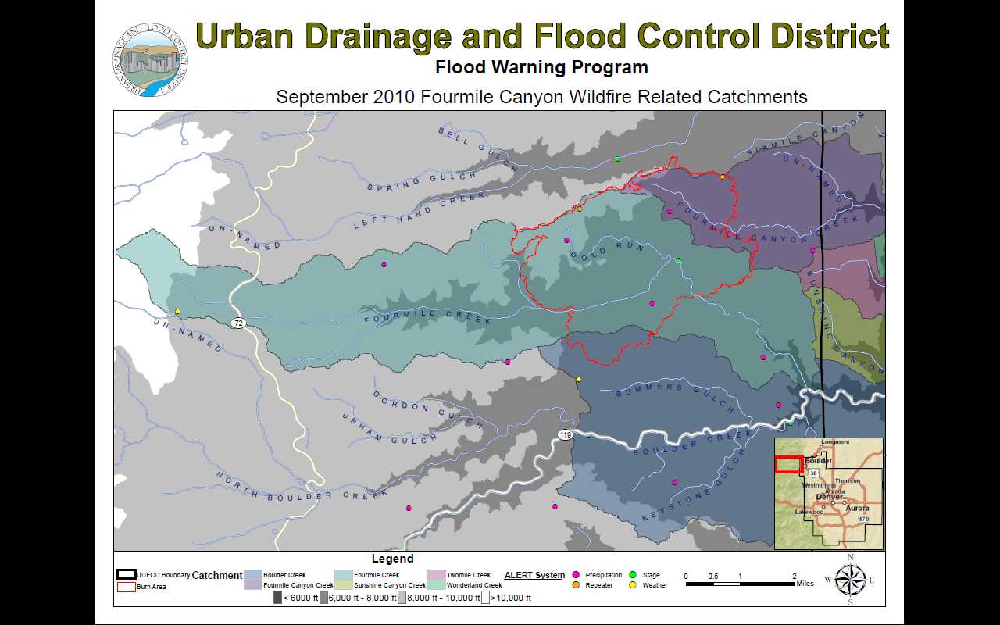 Urban Drainage and Flood Control District
Flood Warning Program
September 2010 Fourmile Canyon Wildfire Related Catchments
URBAN DRAINAGE AND FLOOD CONTROL DISTRICT
BELL GULCH
SIXMILE CANYON
UN-NAMED
SPRING GULCH
LEFT HAND CREEK
UN-NAMED
FOURMILE CANYON CREEK
GOLD RUN
SUNSHINE CANYON
FOURMILE CREEK
72
UN-NAMED
GORDON GULCH
BUMMERS GULCH
UPHAM GULCH
119
BOULDER CREEK
KEYSTONE GULCH
NORTH BOULDER CREEK
Longmont
Boulder
36
Thornton
Westminster
Arvada
Denver
Lakewood
Aurora
470
Legend
UDFCD Boundary
Burn Area
Catchment
Boulder Creek
Fourmile Canyon Creek
Fourmile Creek
Sunshine Canyon Creek
Twomile Creek
Wonderland Creek
ALERT System
Precipitation
Repeater
Stage
Weather
< 6000 ft
6,000 ft - 8,000 ft
8,000 ft - 10,000 ft
>10,000 ft
0 0.5 1 2
Miles
N
W E
S